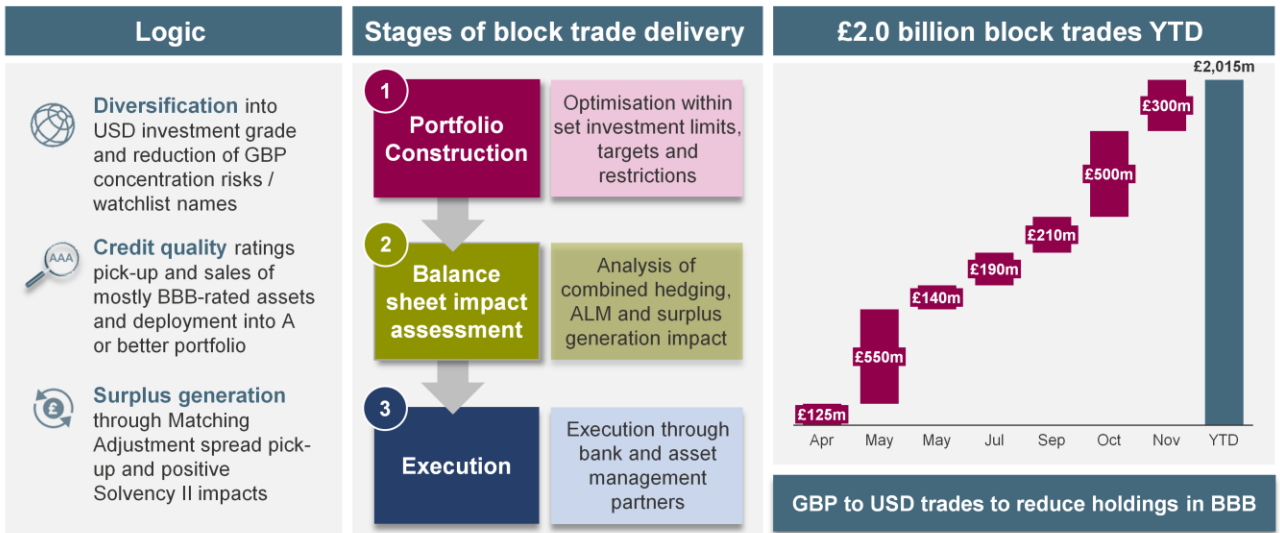 Logic
Diversification into
USD investment grade
and reduction of GBP
concentration risks /
watchlist names
AAA
Credit quality ratings
pick-up and sales of
mostly BBB-rated assets
and deployment into A
or better portfolio
£
Surplus generation
through Matching
Adjustment spread pick-
up and positive
Solvency II impacts
Stages of block trade delivery
1
Portfolio
Construction
Optimisation within
set investment limits,
targets and
restrictions
2
Balance
sheet impact
assessment
Analysis of
combined hedging,
ALM and surplus
generation impact
3
Execution
Execution through
bank and asset
management
partners
£2.0 billion block trades YTD
£2,015m
£300m
£500m
£210m
£190m
£140m
£550m
£125m
Apr May May Jul Sep Oct Nov YTD
GBP to USD trades to reduce holdings in BBB